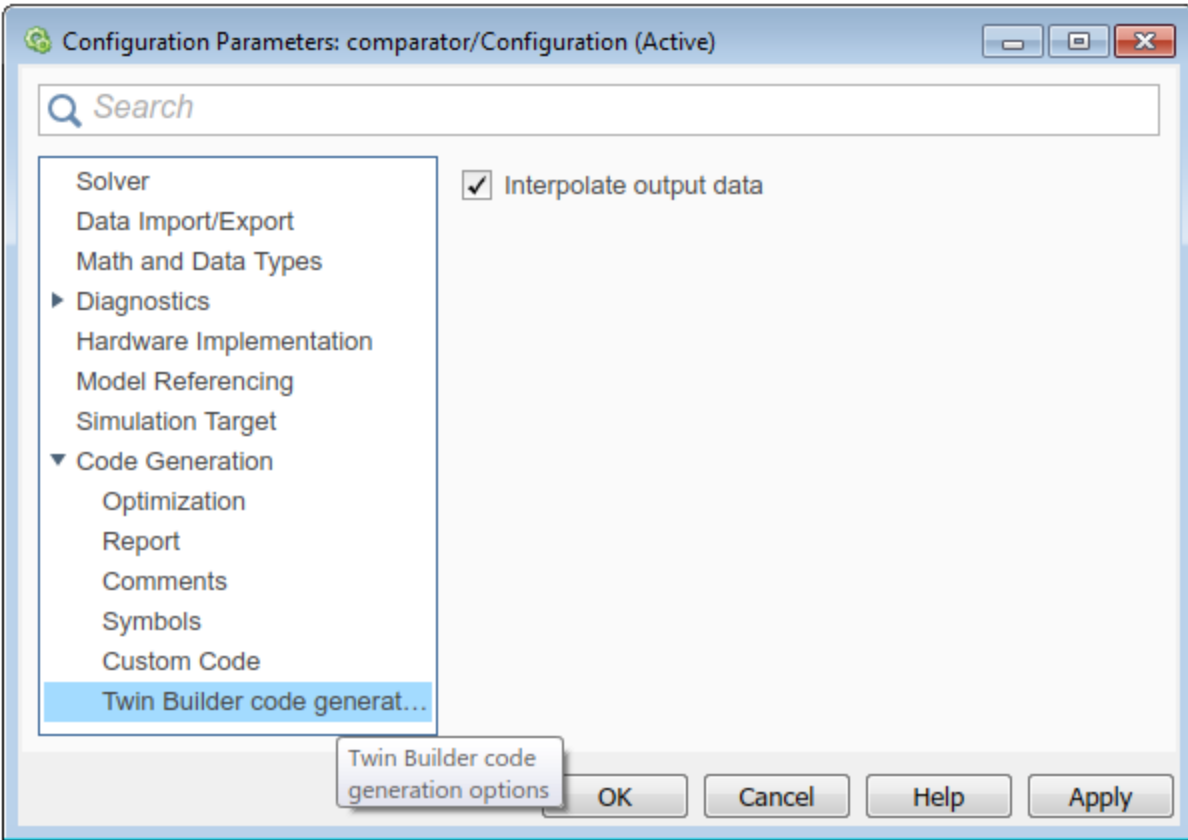 Configuration Parameters: comparator/Configuration (Active)
Search
Solver
Data Import/Export
Math and Data Types
Diagnostics
Hardware Implementation
Model Referencing
Simulation Target
Code Generation
Optimization
Report
Comments
Symbols
Custom Code
Twin Builder code generat...
Interpolate output data
Twin Builder code
generation options
OK
Cancel
Help
Apply